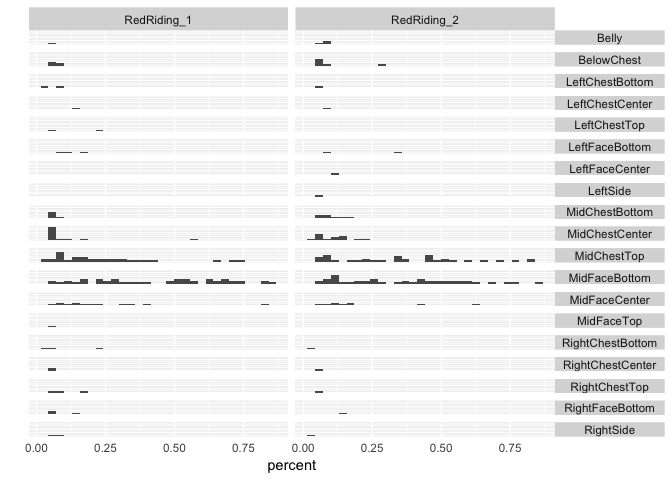 RedRiding_1 RedRiding_2
Belly
BelowChest
LeftChestBottom
LeftChestCenter
LeftChestTop
LeftFaceBottom
LeftFaceCenter
LeftSide
MidChestBottom
MidChestCenter
MidChestTop
MidFaceBottom
MidFaceCenter
MidFaceTop
RightChestBottom
RightChestCenter
RightChestTop
RightFaceBottom
RightSide
0.00 0.25 0.50 0.75 0.00 0.25 0.50 0.75
percent